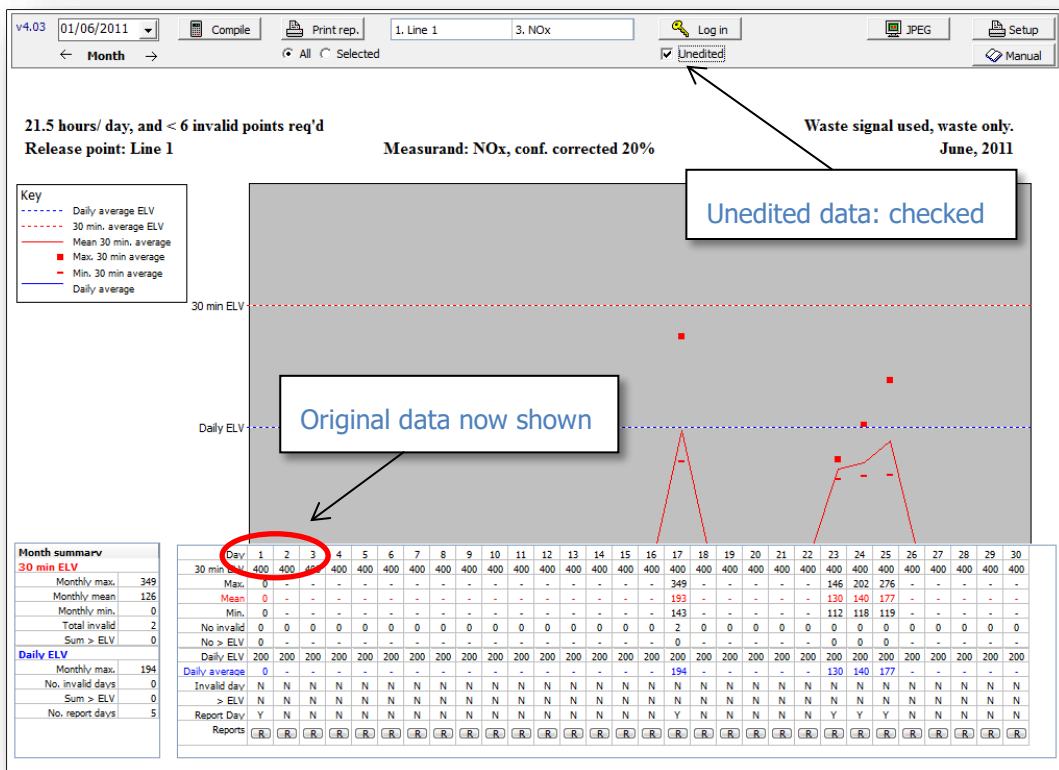 v4.03 01/06/2011 Compile Print rep. 1. Line 1 3. NOx Log in JPEG Setup
← Month → All Selected Unedited Manual
21.5 hours/ day, and < 6 invalid points req'd Waste signal used, waste only.
Release point: Line 1 Measurand: NOx, conf. corrected 20% June, 2011
Key
Daily average ELV
30 min. average ELV
Mean 30 min. average
Max. 30 min average
Min. 30 min average
Daily average
Unedited data: checked
30 min ELV
Original data now shown
Daily ELV
Month summary
30 min ELV
Monthly max. 349
Monthly mean 126
Monthly min. 0
Total invalid 2
Sum > ELV 0
Daily ELV
Monthly max. 194
No. invalid days 0
Sum > ELV 0
No. report days 5
Day 1 2 3 4 5 6 7 8 9 10 11 12 13 14 15 16 17 18 19 20 21 22 23 24 25 26 27 28 29 30
30 min ELV 400 400 400 400 400 400 400 400 400 400 400 400 400 400 400 400 400 400 400 400 400 400 400 400 400 400 400 400 400 400
Max. 0 - - - - - - - - - - - - - - - 349 - - - - - 146 202 276 - - - - -
Mean 0 - - - - - - - - - - - - - - - 193 - - - - - 130 140 177 - - - - -
Min. 0 - - - - - - - - - - - - - - - 143 - - - - - 112 118 119 - - - - -
No invalid 0 0 0 0 0 0 0 0 0 0 0 0 0 0 0 0 2 0 0 0 0 0 0 0 0 0 0 0 0 0
No > ELV 0 - - - - - - - - - - - - - - - 0 - - - - - 0 0 0 - - - - -
Daily ELV 200 200 200 200 200 200 200 200 200 200 200 200 200 200 200 200 200 200 200 200 200 200 200 200 200 200 200 200 200 200
Daily average 0 - - - - - - - - - - - - - - - 194 - - - - - 130 140 177 - - - - -
Invalid day N N N N N N N N N N N N N N N N N N N N N N N N N N N N N N
> ELV N N N N N N N N N N N N N N N N N N N N N N N N N N N N N N
Report Day Y N N N N N N N N N N N N N N N Y N N N N N Y Y Y N N N N N
Reports R R R R R R R R R R R R R R R R R R R R R R R R R R R R R R